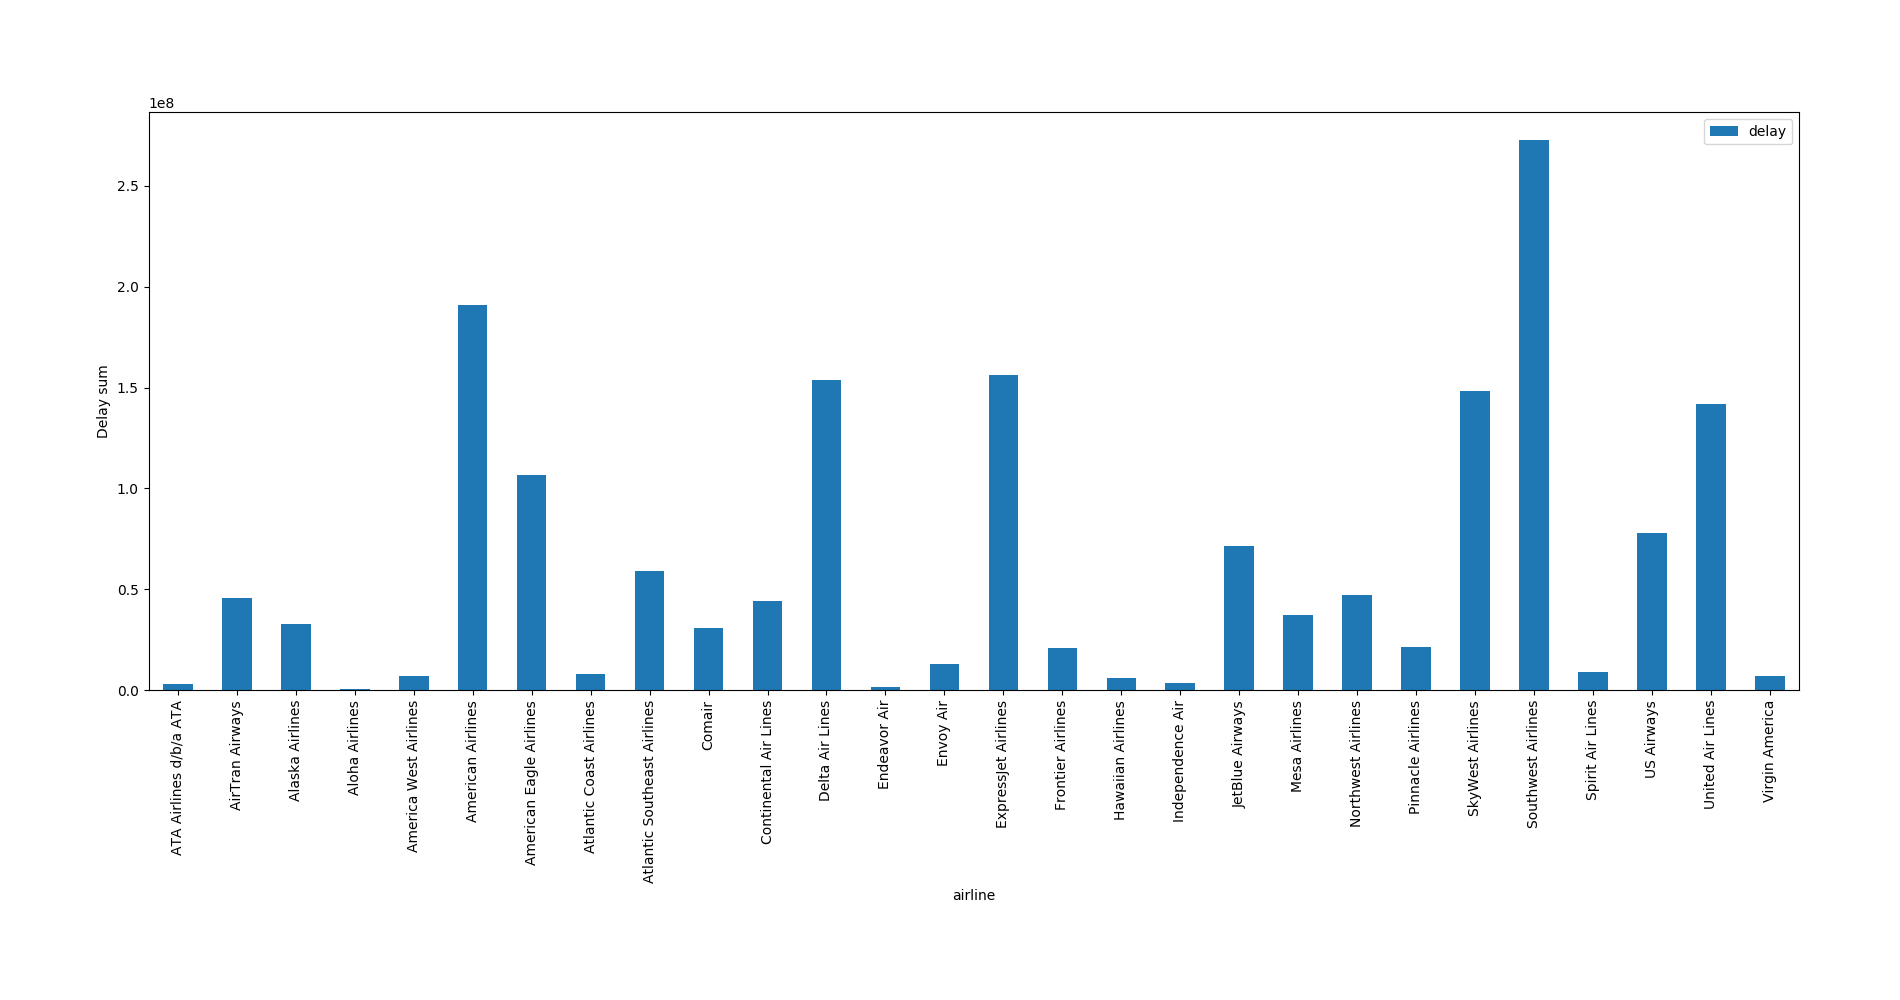 1e8
delay
2.5
2.0
1.5
1.0
0.5
0.0
Delay sum
ATA Airlines d/b/a ATA
AirTran Airways
Alaska Airlines
Aloha Airlines
America West Airlines
American Airlines
American Eagle Airlines
Atlantic Coast Airlines
Atlantic Southeast Airlines
Comair
Continental Air Lines
Delta Air Lines
Endeavor Air
Envoy Air
ExpressJet Airlines
Frontier Airlines
Hawaiian Airlines
Independence Air
JetBlue Airways
Mesa Airlines
Northwest Airlines
Pinnacle Airlines
SkyWest Airlines
Southwest Airlines
Spirit Air Lines
US Airways
United Air Lines
Virgin America
airline